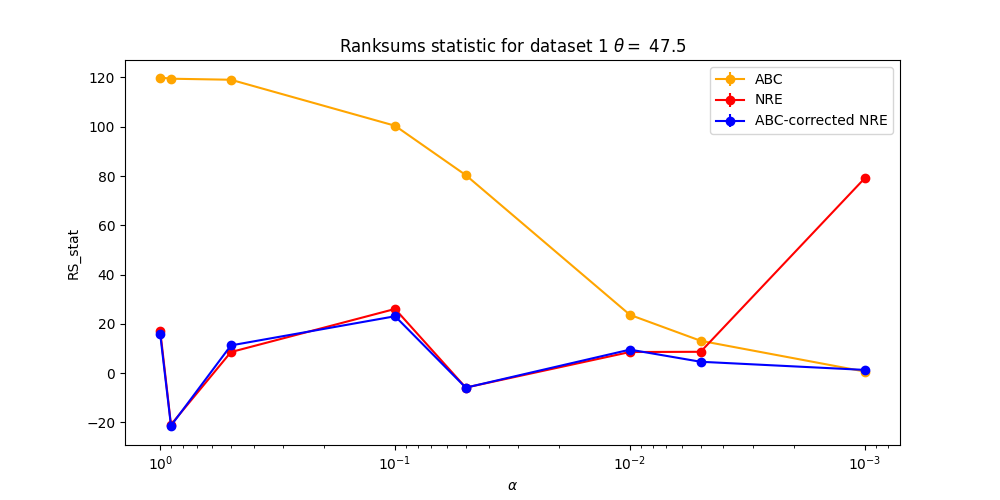 Ranksums statistic for dataset 1 θ = 47.5
ABC
NRE
ABC-corrected NRE
RS_stat
120
100
80
60
40
20
0
−20
10⁰
10⁻¹
10⁻²
10⁻³
α